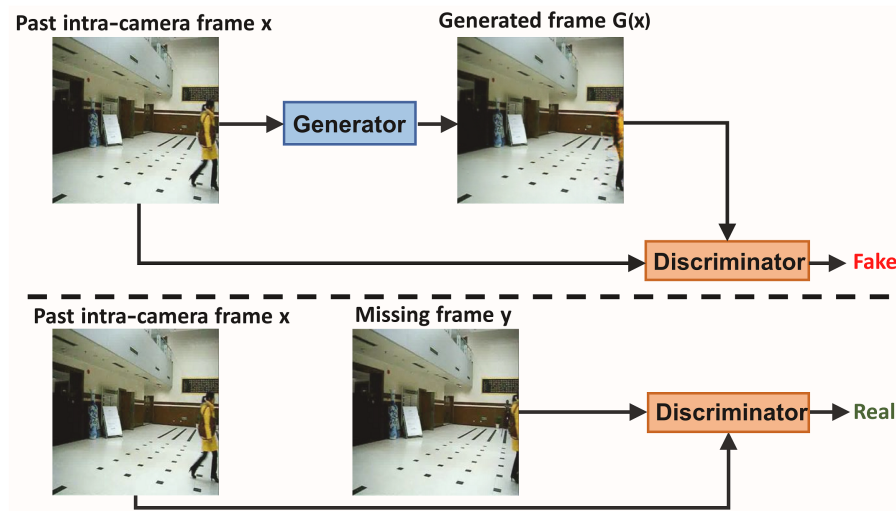 Past intra-camera frame x
Generated frame G(x)
Generator
Discriminator
Fake
Past intra-camera frame x
Missing frame y
Discriminator
Real